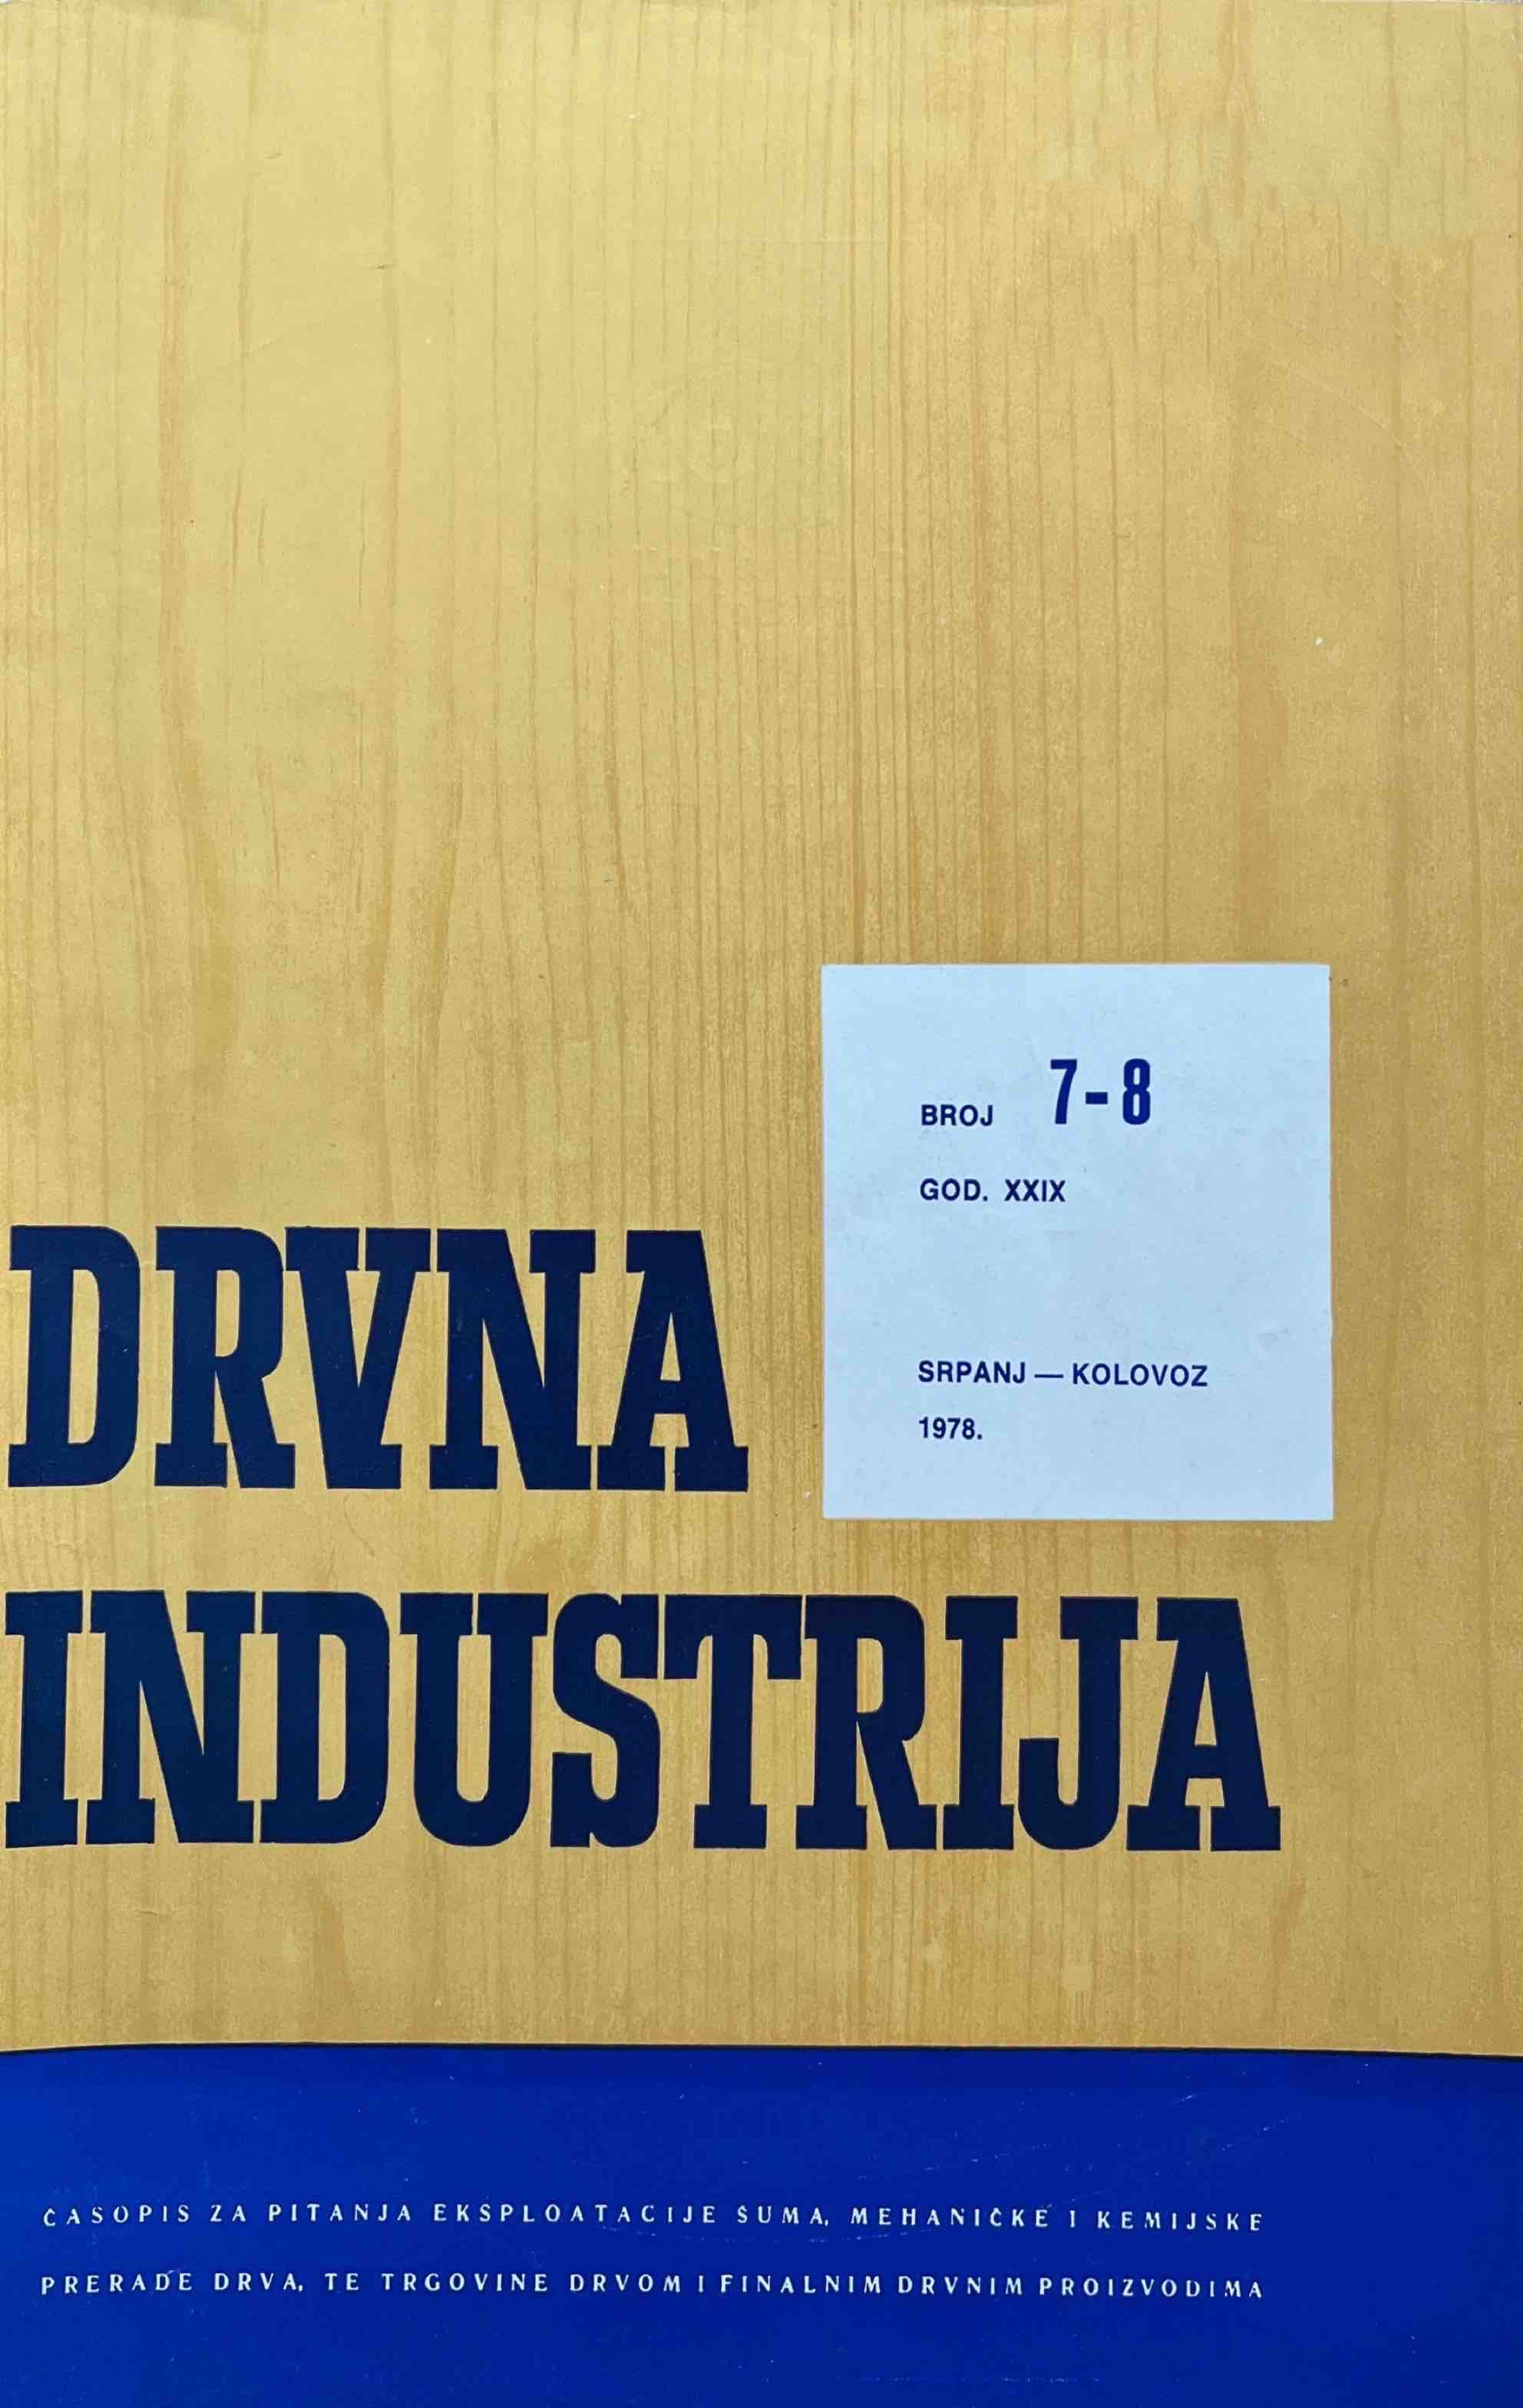 BROJ 7-8
GOD. XXIX
SRPANJ — KOLOVOZ
1978.
DRVNA
INDUSTRIJA
ČASOPIS ZA PITANJA EKSPLOATACIJE ŠUMA, MEHANIČKE I KEMIJSKE
PRERADE DRVA, TE TRGOVINE DRVOM I FINALNIM DRVNIM PROIZVODIMA